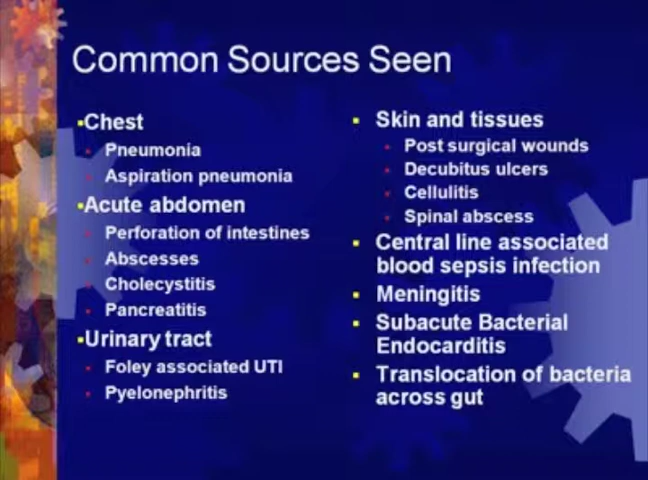 Common Sources Seen
Chest
Pneumonia
Aspiration pneumonia
Acute abdomen
Perforation of intestines
Abscesses
Cholecystitis
Pancreatitis
Urinary tract
Foley associated UTI
Pyelonephritis
Skin and tissues
Post surgical wounds
Decubitus ulcers
Cellulitis
Spinal abscess
Central line associated
blood sepsis infection
Meningitis
Subacute Bacterial
Endocarditis
Translocation of bacteria
across gut